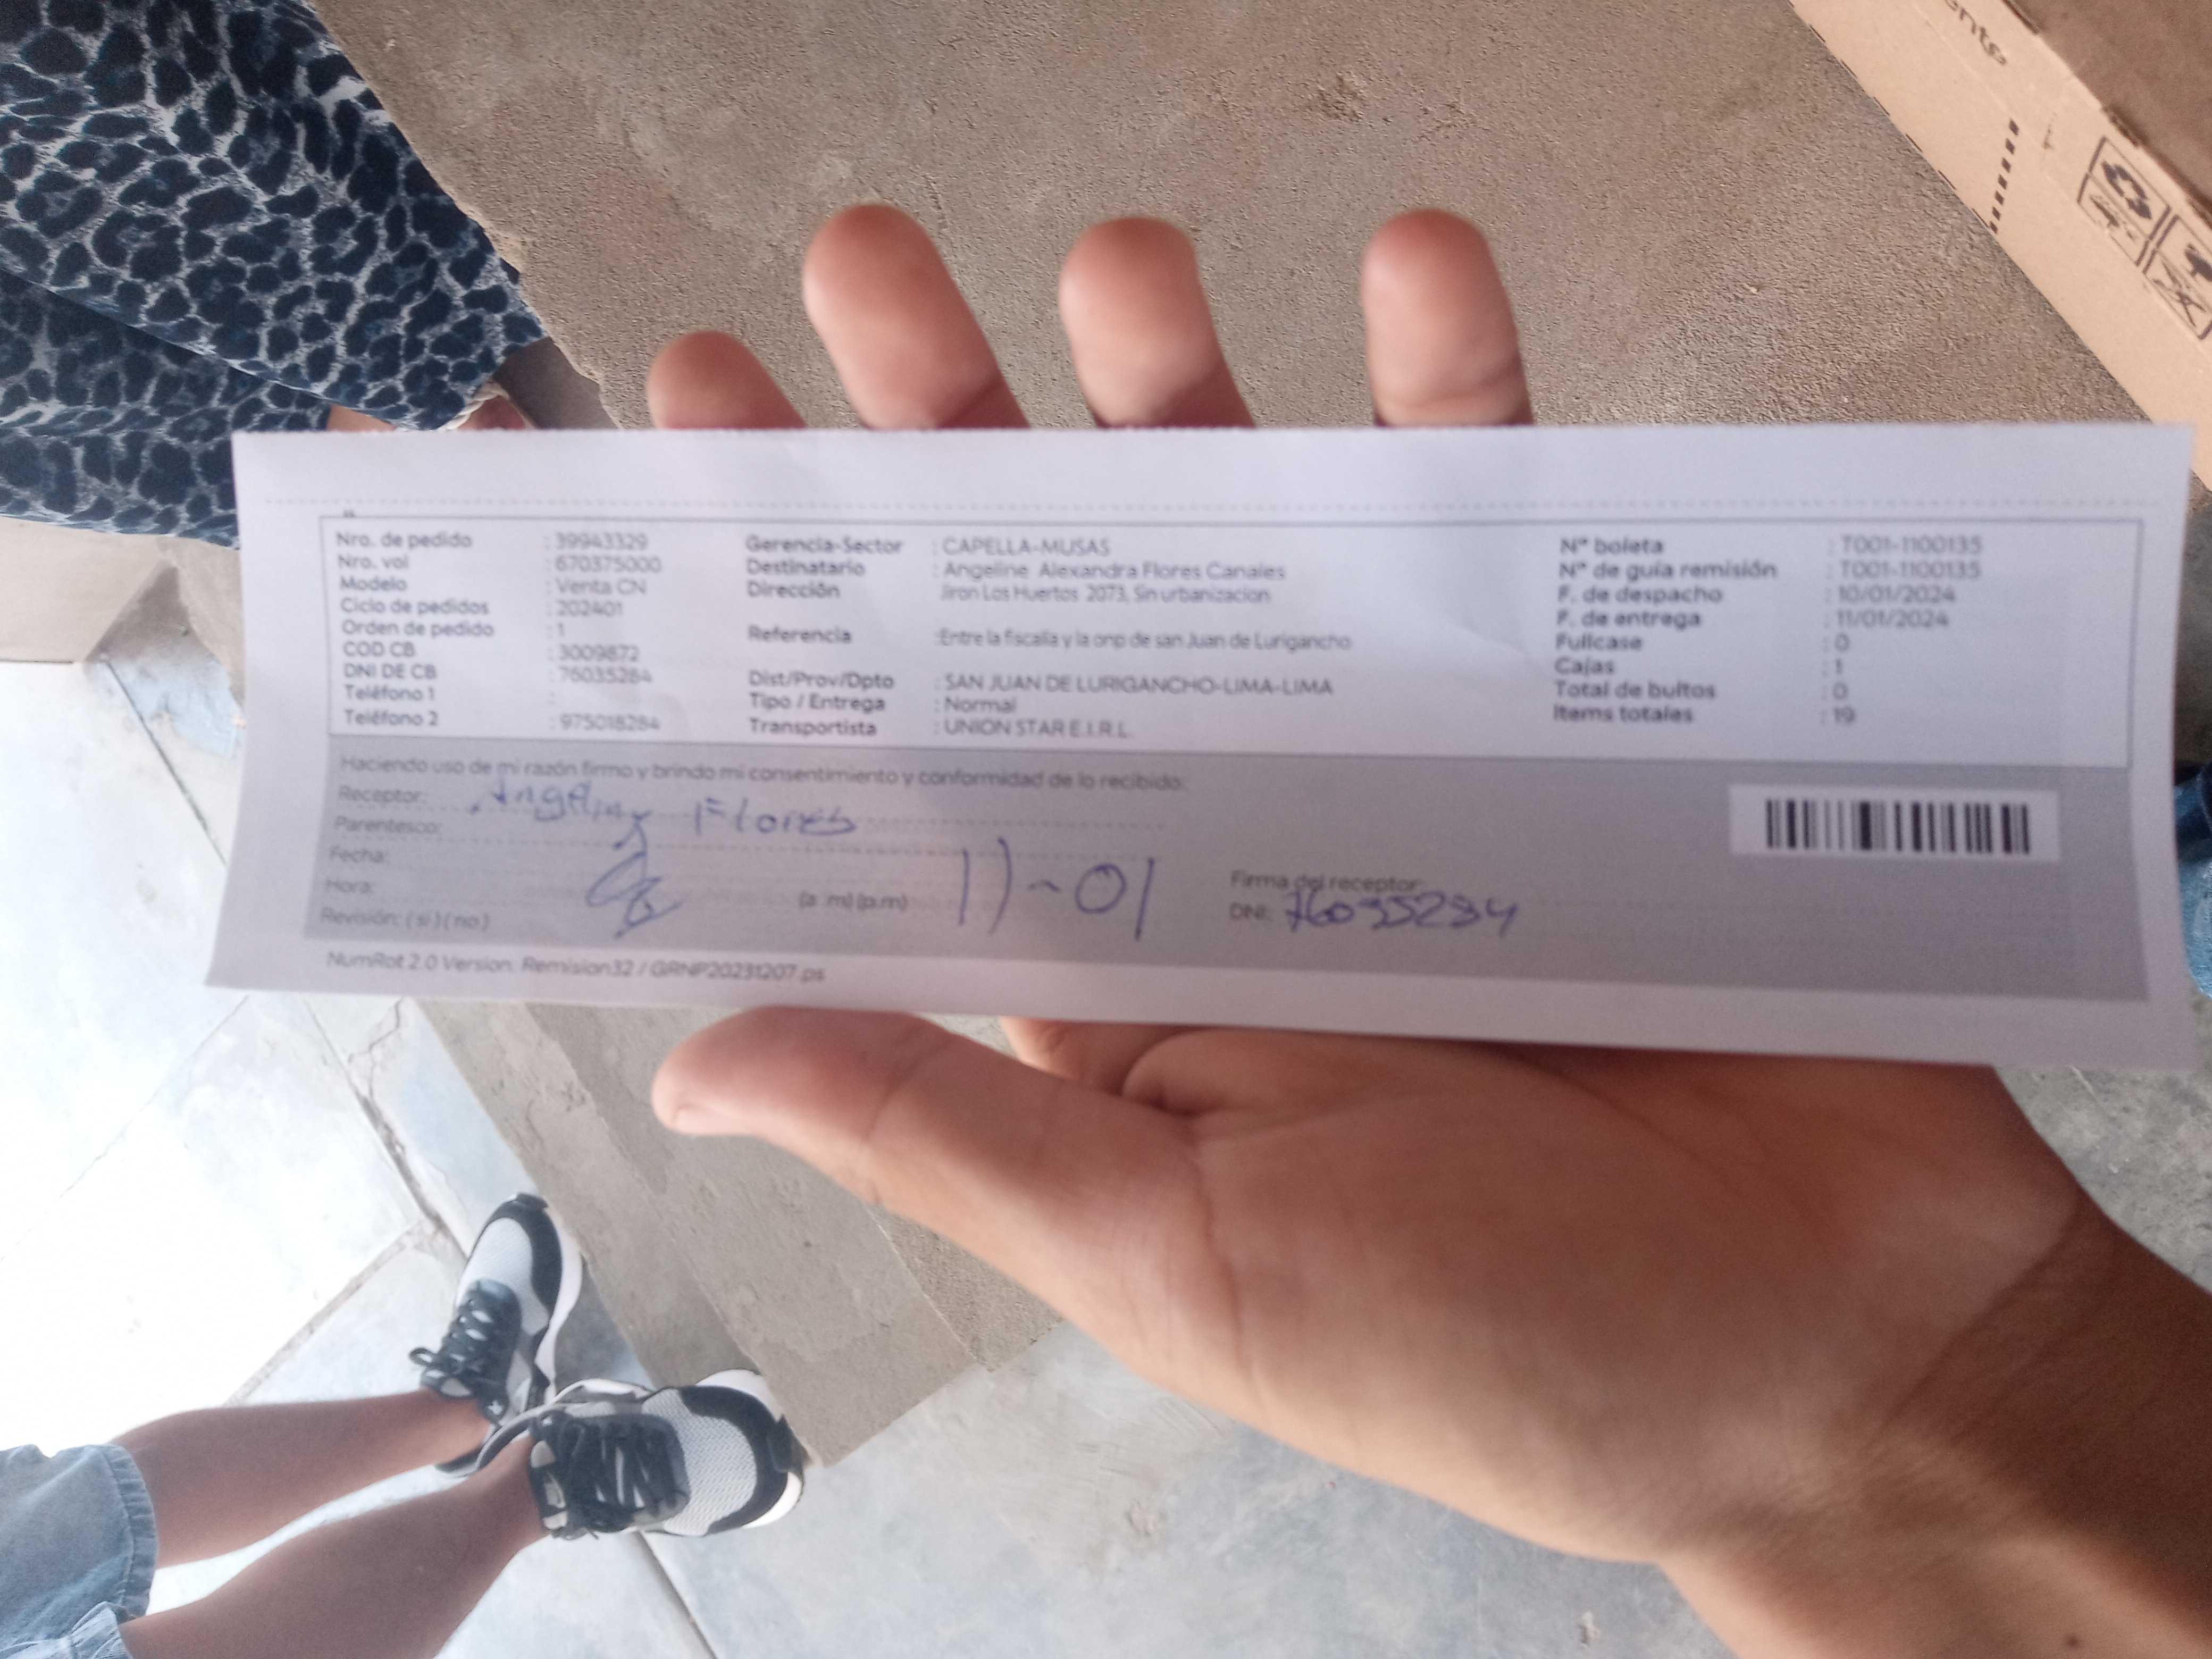 Nro. de pedido : 39943329
Nro. vol : 670375000
Modelo : Venta CN
Ciclo de pedidos : 202401
Orden de pedido : 1
COD CB : 3009872
DNI DE CB : 76035284
Teléfono 1 :
Teléfono 2 : 975018284
Gerencia-Sector : CAPELLA-MUSAS
Destinatario : Angeline Alexandra Flores Canales
Dirección Jiron Los Huertos 2073, Sin urbanizacion
Referencia :Entre la fiscalia y la onp de san Juan de Lurigancho
Dist/Prov/Dpto : SAN JUAN DE LURIGANCHO-LIMA-LIMA
Tipo / Entrega : Normal
Transportista : UNION STAR E.I.R.L.
N° boleta : T001-1100135
N° de guía remisión : T001-1100135
F. de despacho : 10/01/2024
F. de entrega : 11/01/2024
Fullcase : 0
Cajas : 1
Total de bultos : 0
Items totales : 19
Haciendo uso de mi razón firmo y brindo mi consentimiento y conformidad de lo recibido:
Receptor: Flores
Parentesco:
Fecha:
Hora: (a .m) (p.m) 11-01
Revisión: ( si ) ( no )
Firma del receptor:
DNI: 76035284
NumRot 2.0 Version: Remision32 / GRNP20231207.ps